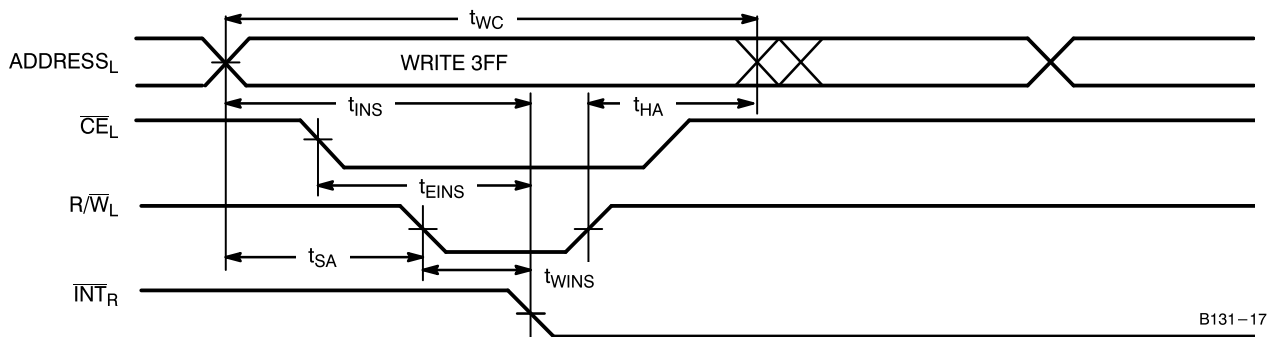 tWC
ADDRESSL
WRITE 3FF
tINS
tHA
CEL
tEINS
R/WL
tSA
tWINS
INTR
B131–17